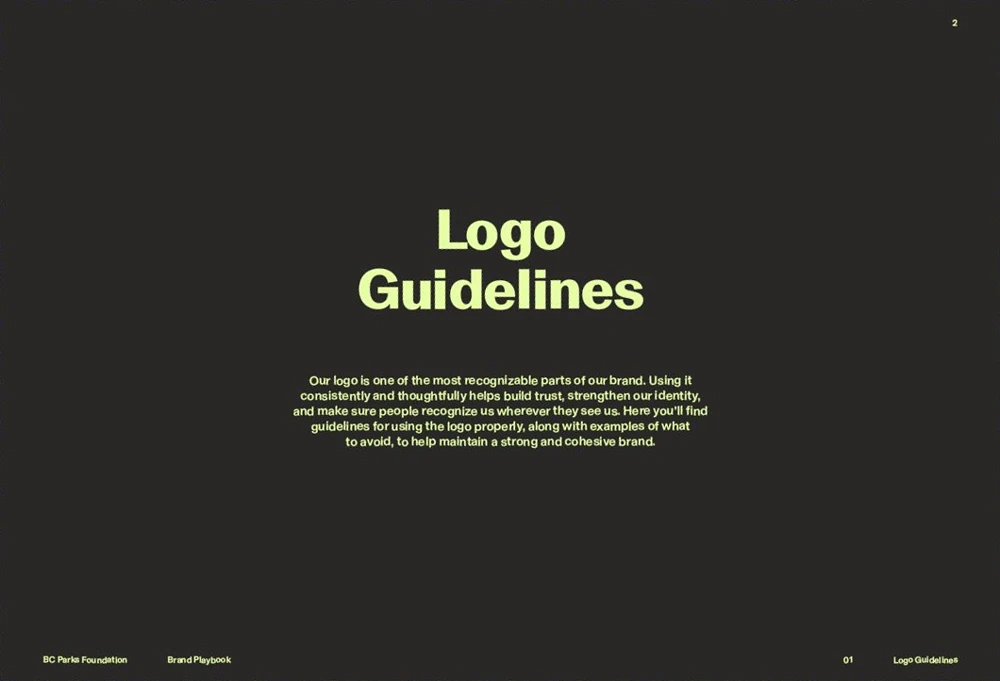 2
Logo
Guidelines
Our logo is one of the most recognizable parts of our brand. Using it
consistently and thoughtfully helps build trust, strengthen our identity,
and make sure people recognize us wherever they see us. Here you'll find
guidelines for using the logo properly, along with examples of what
to avoid, to help maintain a strong and cohesive brand.
BC Parks Foundation
Brand Playbook
01
Logo Guidelines